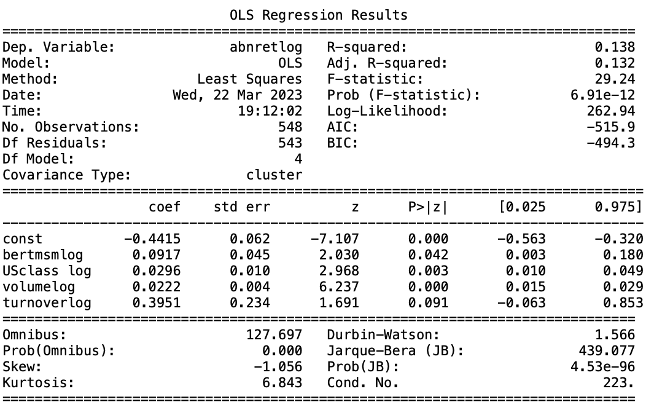 OLS Regression Results
==============================================================================
Dep. Variable: abnretlog R-squared: 0.138
Model: OLS Adj. R-squared: 0.132
Method: Least Squares F-statistic: 29.24
Date: Wed, 22 Mar 2023 Prob (F-statistic): 6.91e-12
Time: 19:12:02 Log-Likelihood: 262.94
No. Observations: 548 AIC: -515.9
Df Residuals: 543 BIC: -494.3
Df Model: 4
Covariance Type: cluster
==============================================================================
coef std err z P>|z| [0.025 0.975]
------------------------------------------------------------------------------
const -0.4415 0.062 -7.107 0.000 -0.563 -0.320
bertmsmlog 0.0917 0.045 2.030 0.042 0.003 0.180
USclass log 0.0296 0.010 2.968 0.003 0.010 0.049
volumelog 0.0222 0.004 6.237 0.000 0.015 0.029
turnoverlog 0.3951 0.234 1.691 0.091 -0.063 0.853
==============================================================================
Omnibus: 127.697 Durbin-Watson: 1.566
Prob(Omnibus): 0.000 Jarque-Bera (JB): 439.077
Skew: -1.056 Prob(JB): 4.53e-96
Kurtosis: 6.843 Cond. No. 223.
==============================================================================